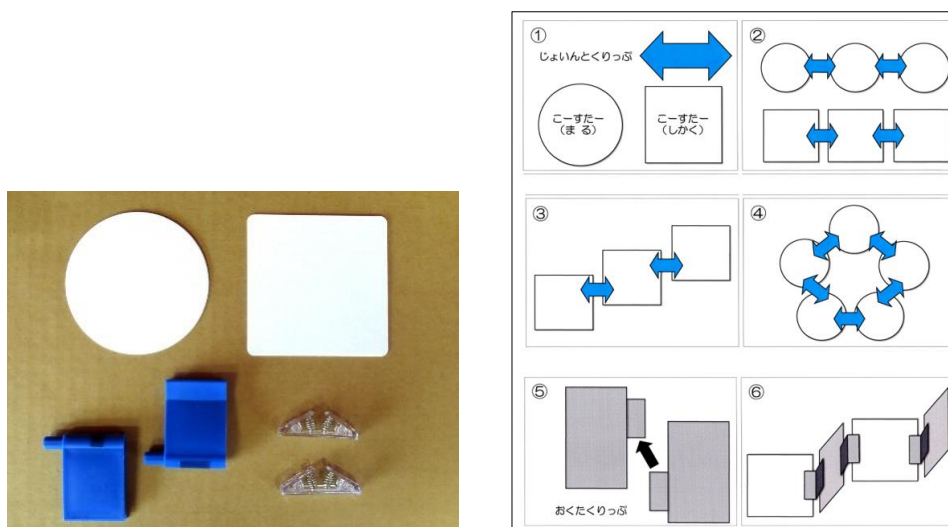 ①
じょいんとくりっぷ
こーすたー
（ま る）
こーすたー
（しかく）
②
③
④
⑤
おくたくりっぷ
⑥